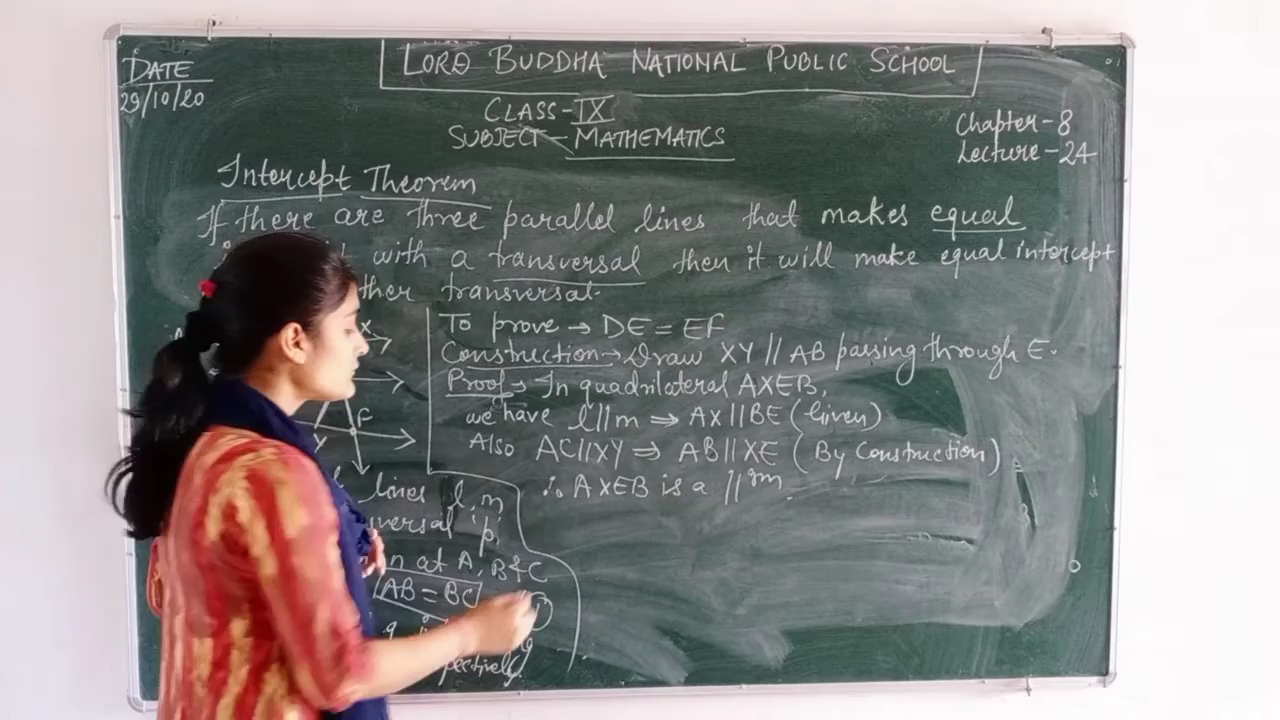 DATE
29/10/20
LORD BUDDHA NATIONAL PUBLIC SCHOOL
CLASS-IX
SUBJECT-MATHEMATICS
Chapter-8
Lecture-24
Intercept Theorem
If there are three parallel lines that makes equal
with a transversal then it will make equal intercept
transversal.
To prove → DE = EF
Construction→ Draw XY // AB passing through E.
Proof→ In quadrilateral AXEB,
we have l//m ⇒ AX//BE (Given)
Also AC//XY ⇒ AB//XE (By Construction)
∴ AXEB is a //gm.
X
F
Y
lines l, m
'p'
at A, B & C
AB = BC
q